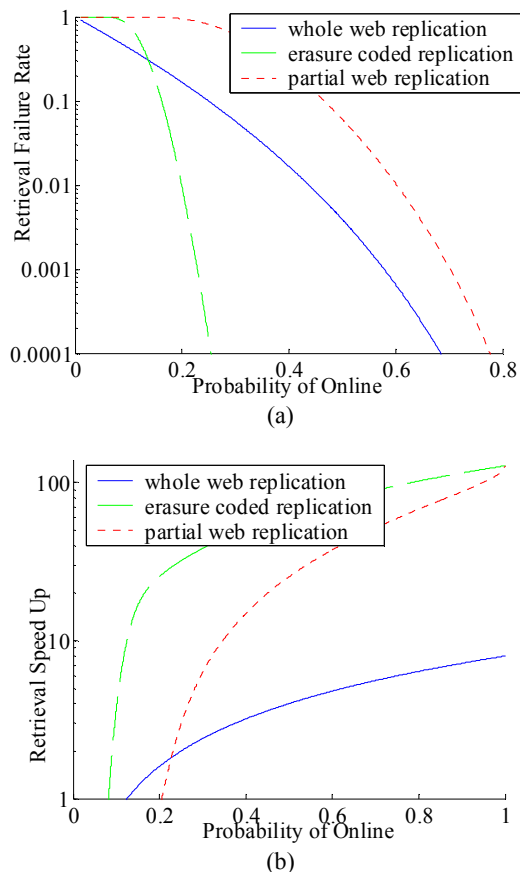 1
0.1
0.01
0.001
0.0001
Retrieval Failure Rate
whole web replication
erasure coded replication
partial web replication
0
0.2
0.4
0.6
0.8
Probability of Online
(a)
100
10
1
Retrieval Speed Up
whole web replication
erasure coded replication
partial web replication
0
0.2
0.4
0.6
0.8
1
Probability of Online
(b)